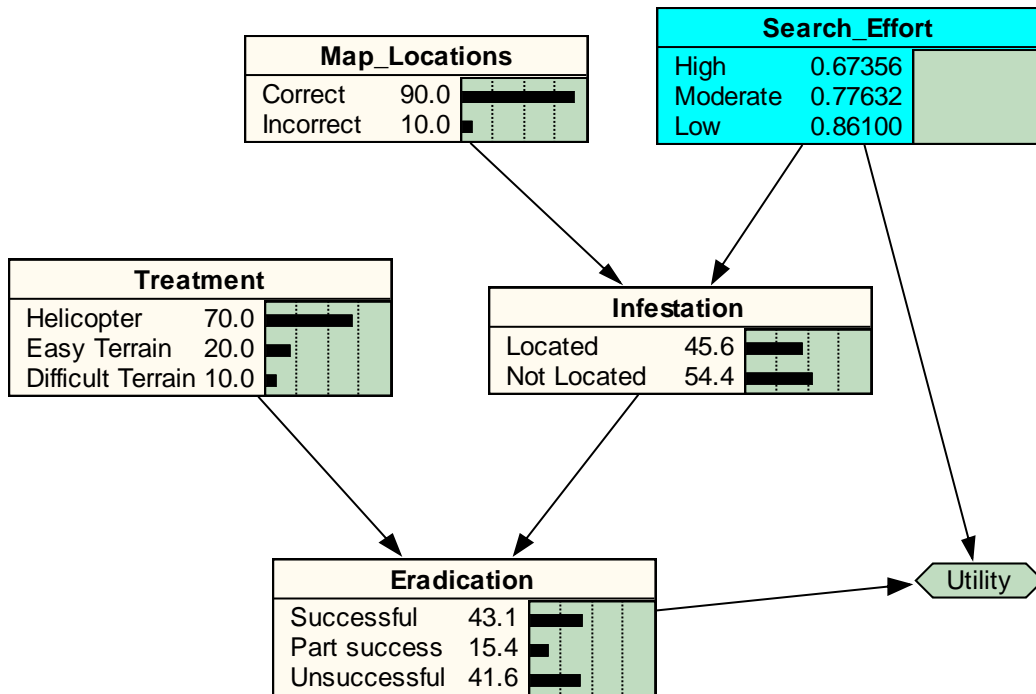 Map_Locations
Correct 90.0
Incorrect 10.0
Search_Effort
High 0.67356
Moderate 0.77632
Low 0.86100
Treatment
Helicopter 70.0
Easy Terrain 20.0
Difficult Terrain 10.0
Infestation
Located 45.6
Not Located 54.4
Eradication
Successful 43.1
Part success 15.4
Unsuccessful 41.6
Utility